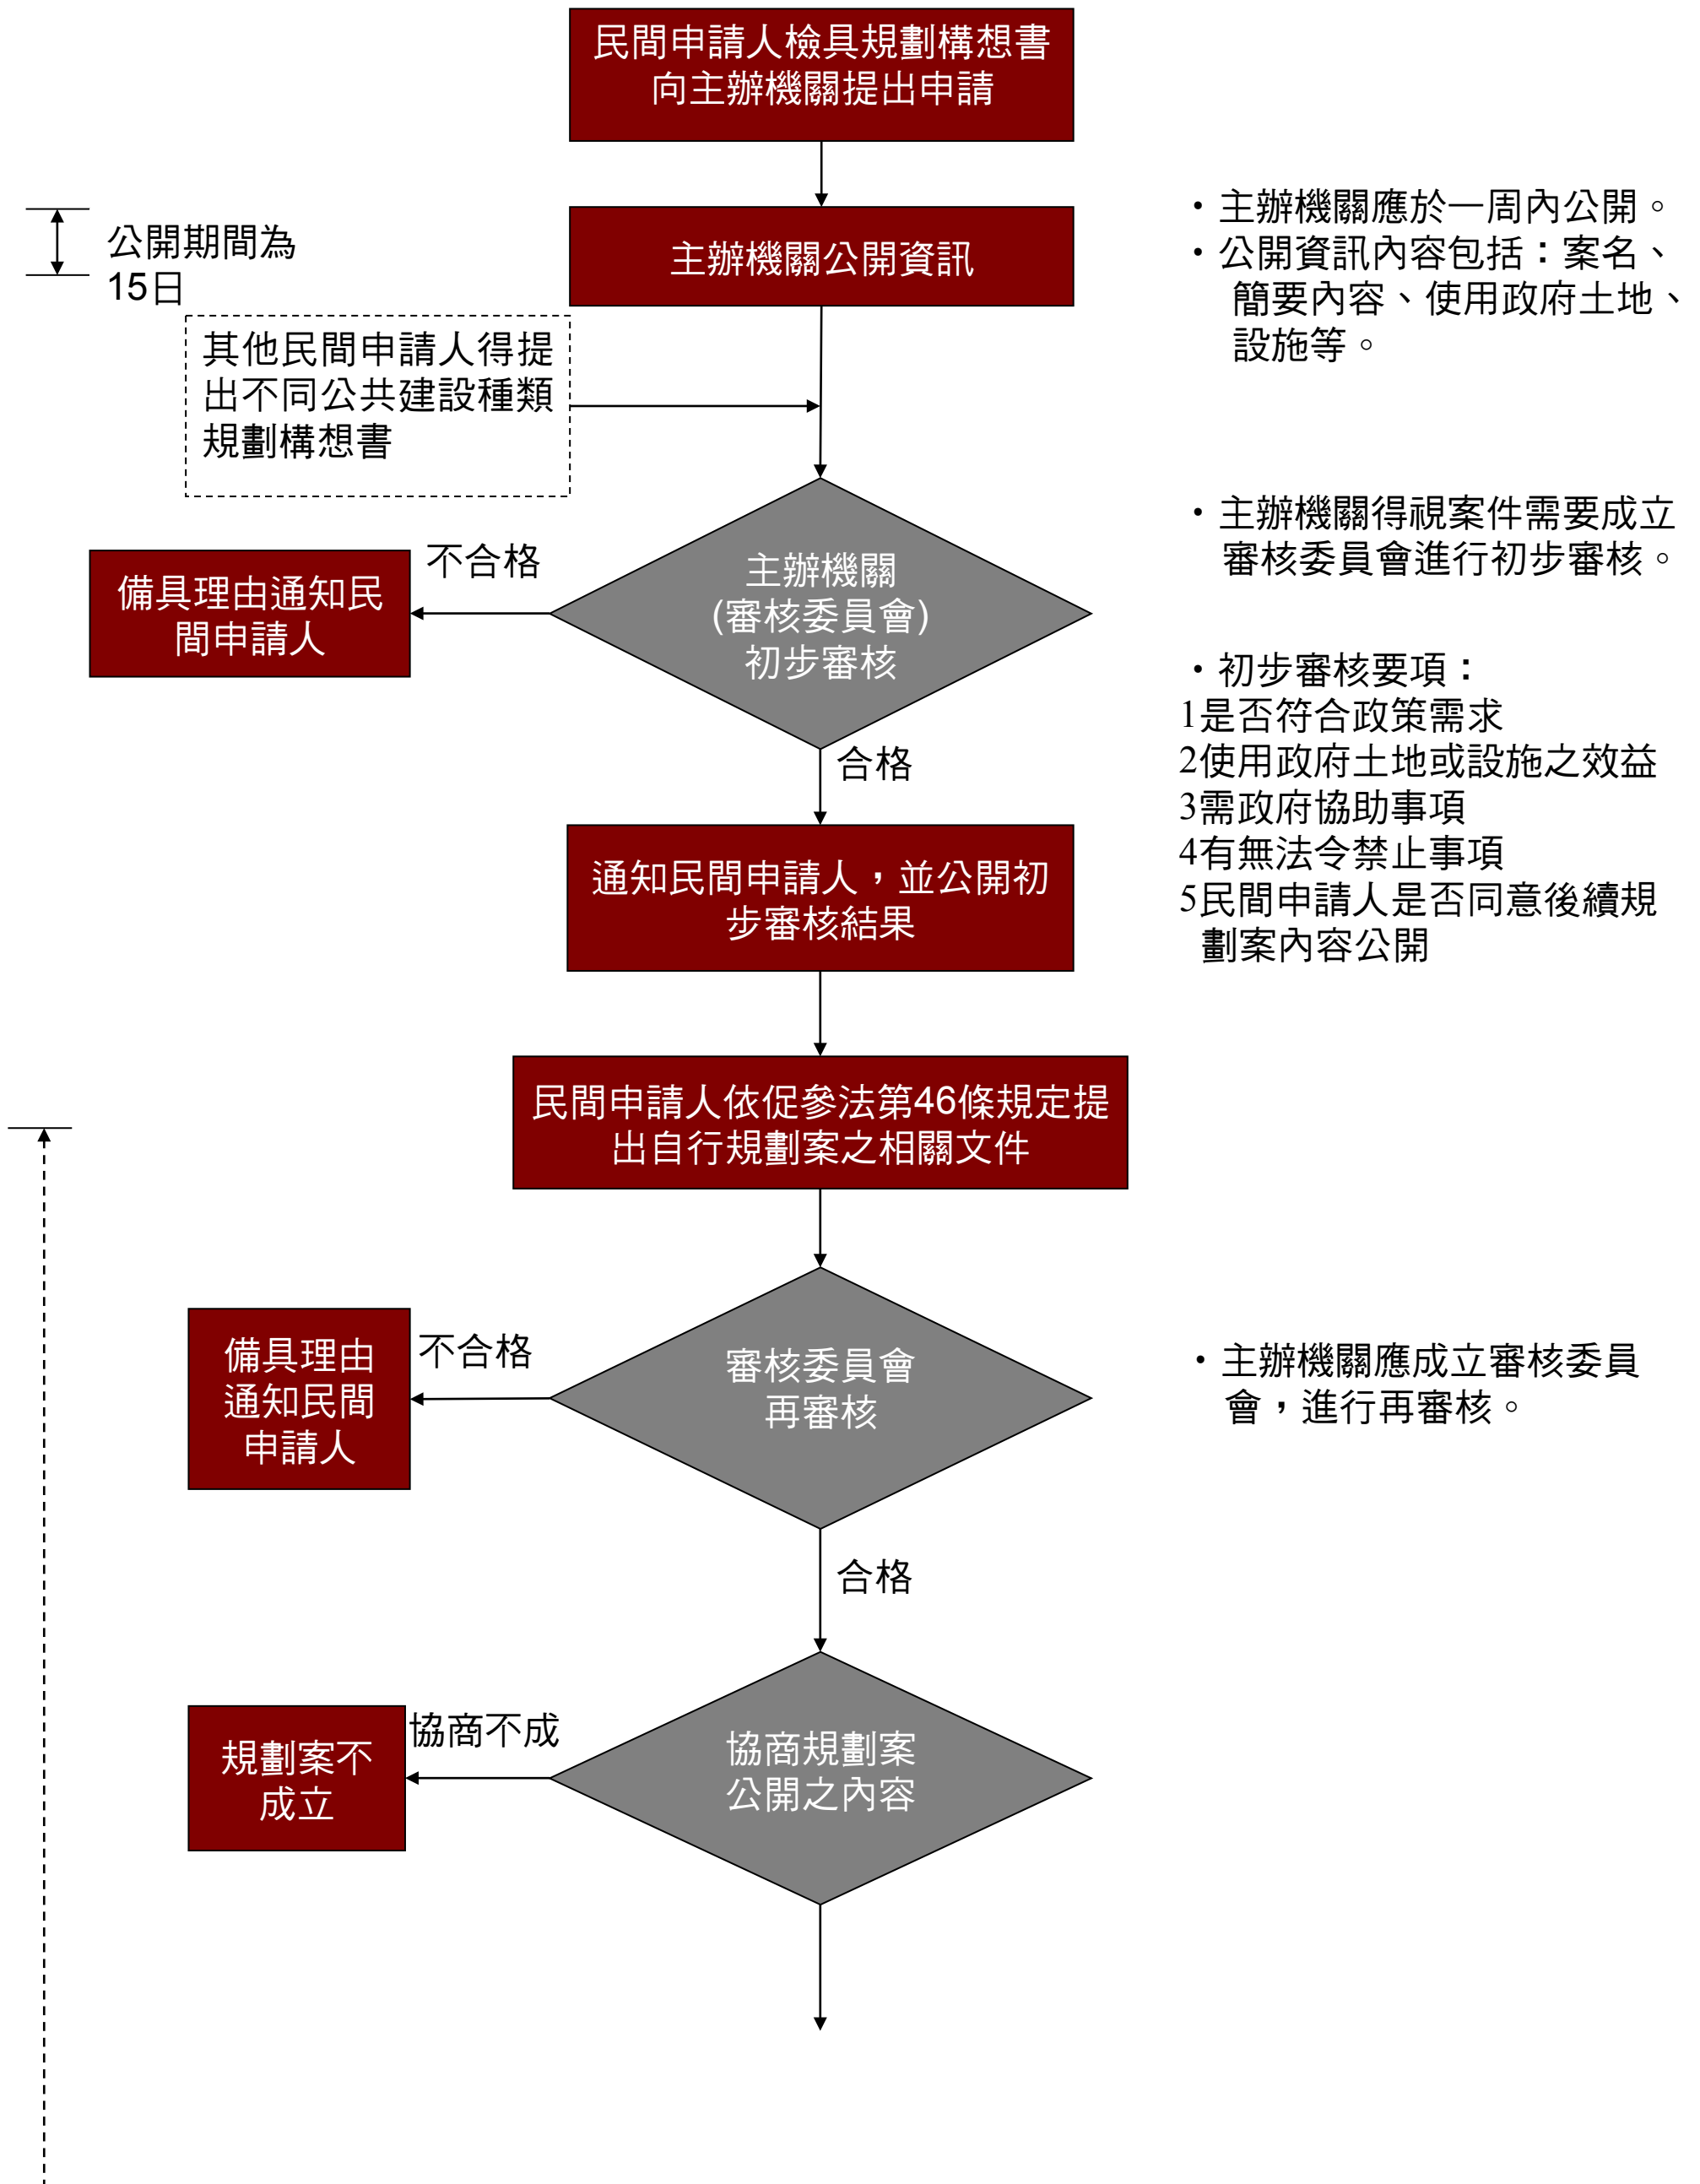 民間申請人檢具規劃構想書
向主辦機關提出申請
公開期間為
15日
主辦機關公開資訊
・主辦機關應於一周內公開。
・公開資訊內容包括：案名、
簡要內容、使用政府土地、
設施等。
其他民間申請人得提
出不同公共建設種類
規劃構想書
主辦機關
(審核委員會)
初步審核
不合格
備具理由通知民
間申請人
・主辦機關得視案件需要成立
審核委員會進行初步審核。
・初步審核要項：
1是否符合政策需求
2使用政府土地或設施之效益
3需政府協助事項
4有無法令禁止事項
5民間申請人是否同意後續規
劃案內容公開
合格
通知民間申請人，並公開初
步審核結果
民間申請人依促參法第46條規定提
出自行規劃案之相關文件
審核委員會
再審核
不合格
備具理由
通知民間
申請人
・主辦機關應成立審核委員
會，進行再審核。
合格
協商規劃案
公開之內容
協商不成
規劃案不
成立